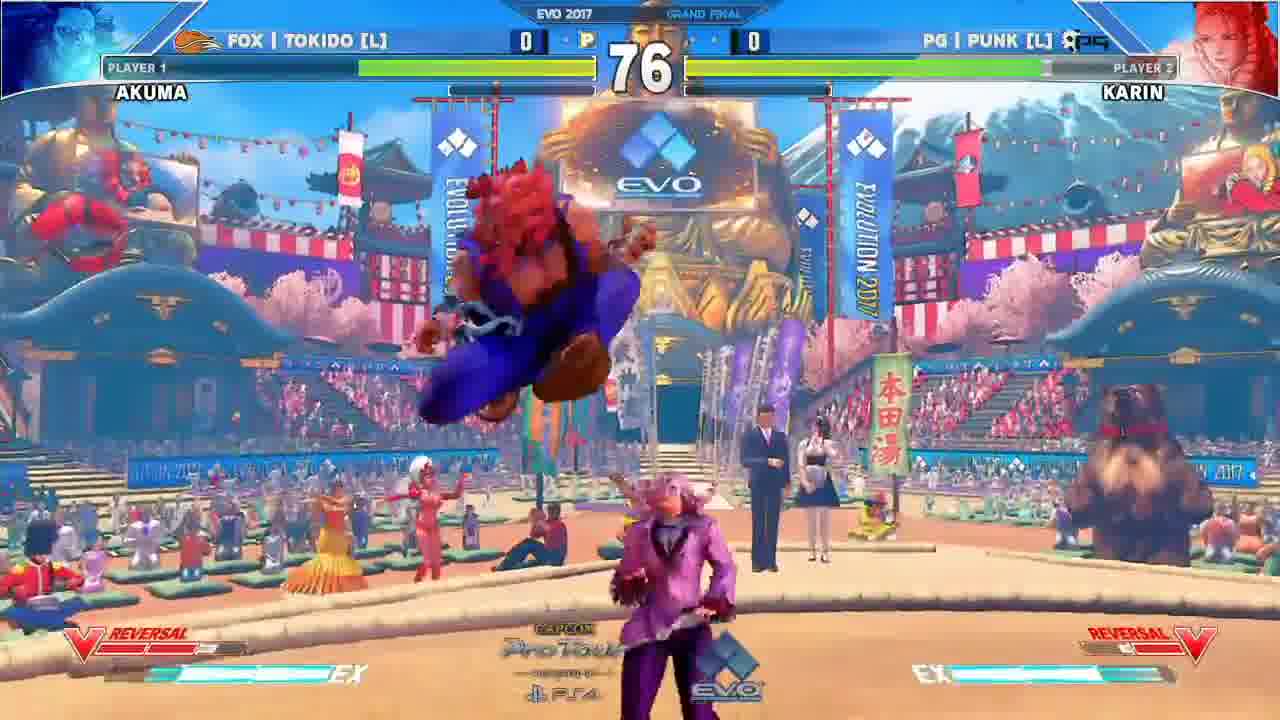 EVO 2017 GRAND FINAL
FOX | TOKIDO [L] 0 P 76 0 PG | PUNK [L]
PLAYER 1 PLAYER 2
AKUMA KARIN
EVO
EVOLUTION 2017
本田湯
2017
REVERSAL REVERSAL
EX EX
CAPCOM
Pro Tour
PS4
EVO